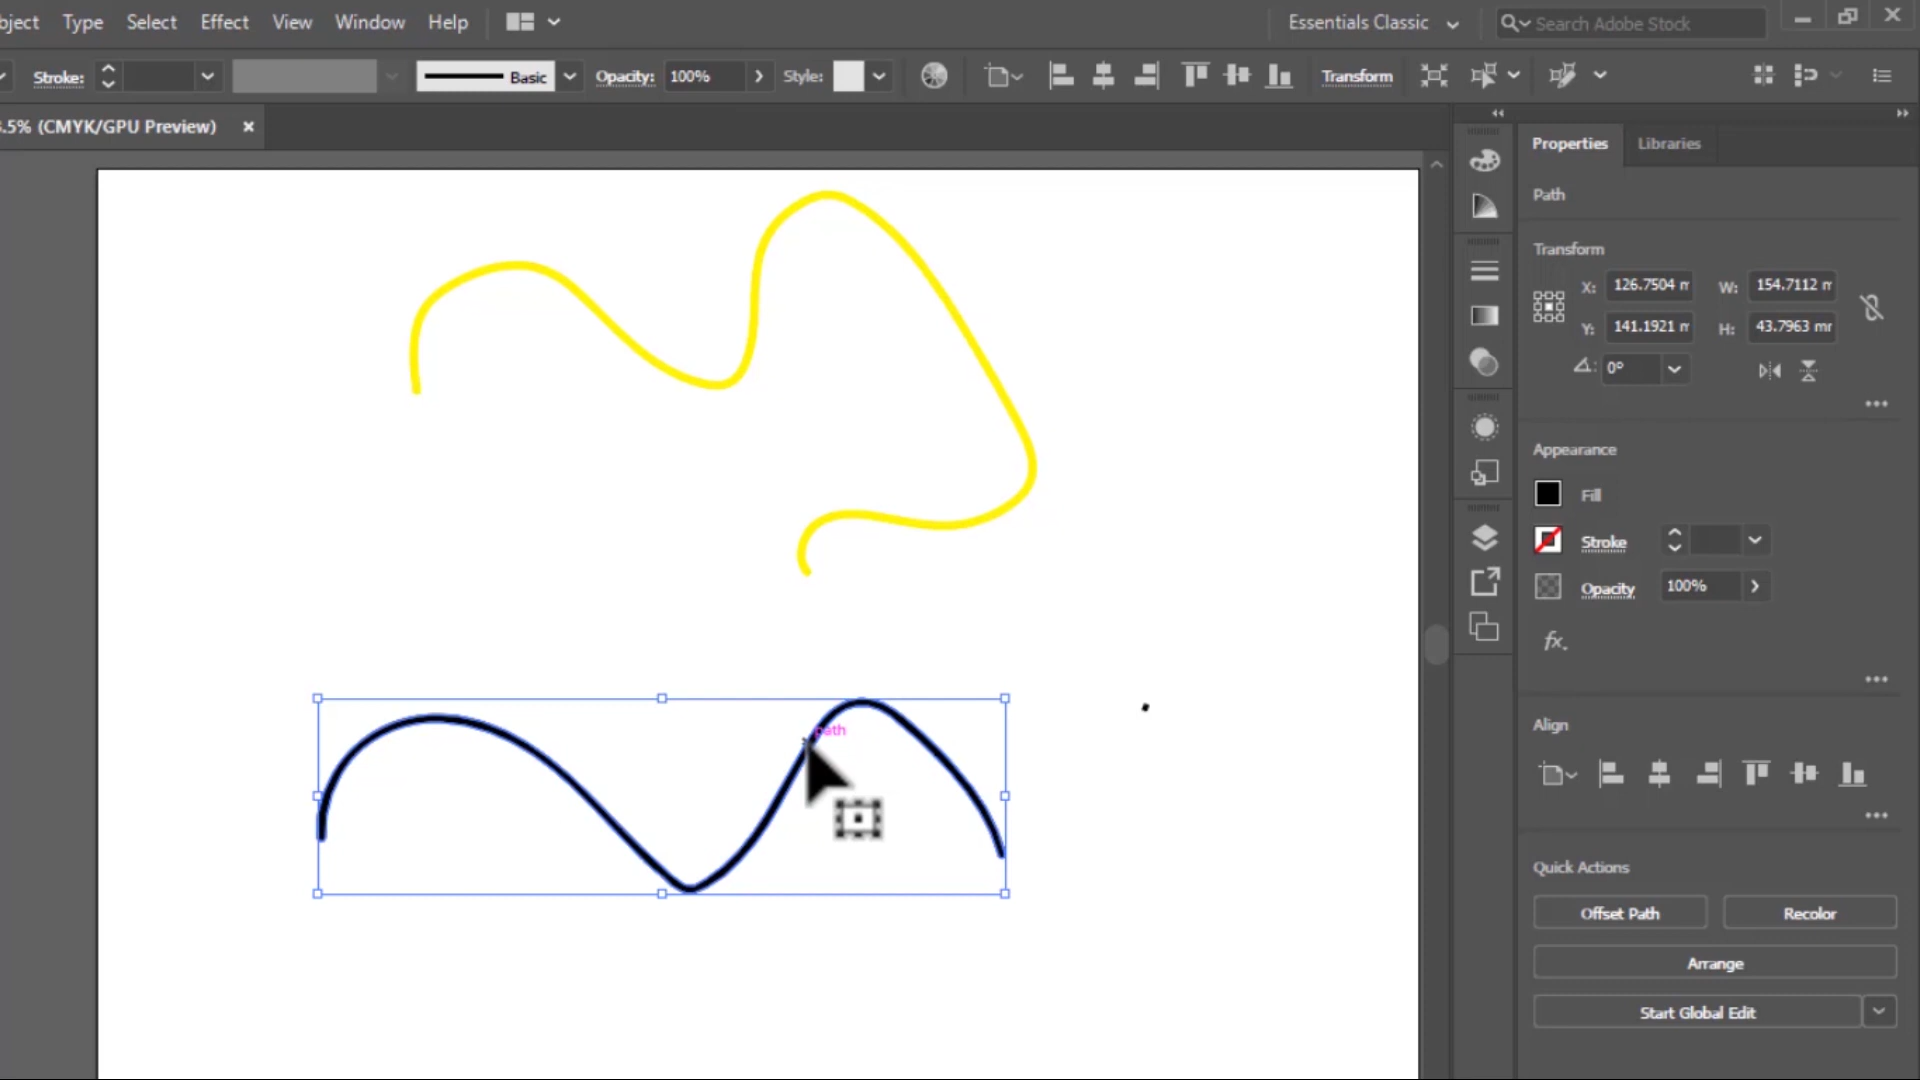 bject Type Select Effect View Window Help Essentials Classic Search Adobe Stock
Stroke: Basic Opacity: 100% Style: Transform
.5% (CMYK/GPU Preview) ×
Properties Libraries
Path
Transform
X: 126.7504 m W: 154.7112 m
Y: 141.1921 m H: 43.7963 mm
0°
Appearance
Fill
Stroke
Opacity 100%
fx.
path
Align
Quick Actions
Offset Path Recolor
Arrange
Start Global Edit